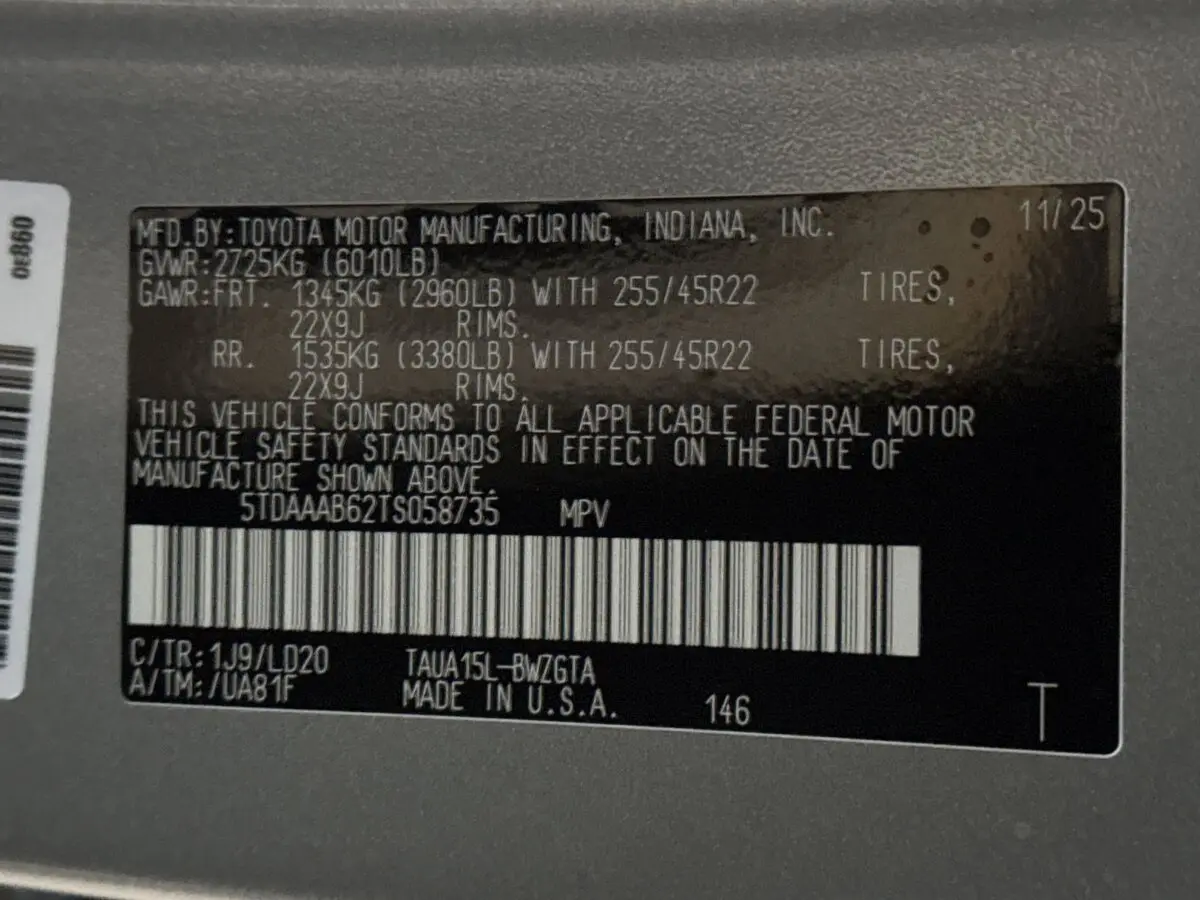 MFD.BY:TOYOTA MOTOR MANUFACTURING, INDIANA, INC. 11/25
GVWR:2725KG (6010LB)
GAWR:FRT. 1345KG (2960LB) WITH 255/45R22 TIRES,
22X9J RIMS.
RR. 1535KG (3380LB) WITH 255/45R22 TIRES,
22X9J RIMS.
THIS VEHICLE CONFORMS TO ALL APPLICABLE FEDERAL MOTOR
VEHICLE SAFETY STANDARDS IN EFFECT ON THE DATE OF
MANUFACTURE SHOWN ABOVE.
5TDAAAB62TS058735 MPV
C/TR:1J9/LD20 TAUA15L-BWZGTA
A/TM:/UA81F MADE IN U.S.A. 146 T